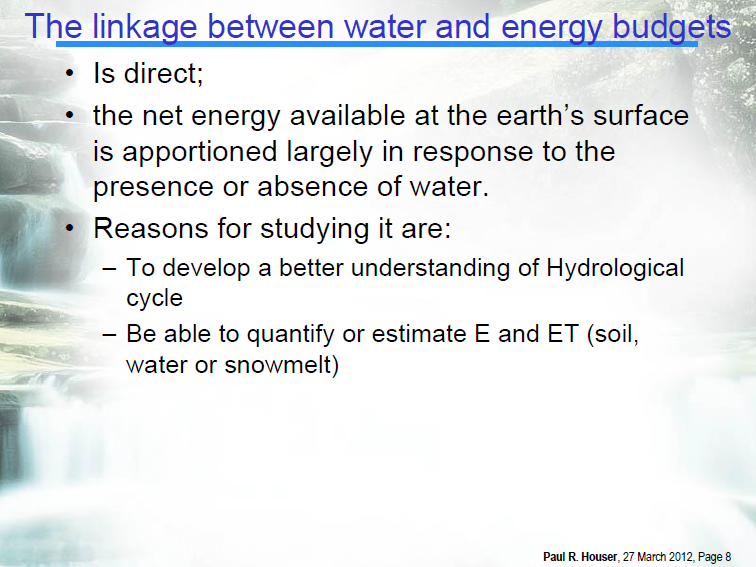 The linkage between water and energy budgets
• Is direct;
• the net energy available at the earth’s surface
is apportioned largely in response to the
presence or absence of water.
• Reasons for studying it are:
– To develop a better understanding of Hydrological
cycle
– Be able to quantify or estimate E and ET (soil,
water or snowmelt)
Paul R. Houser, 27 March 2012, Page 8